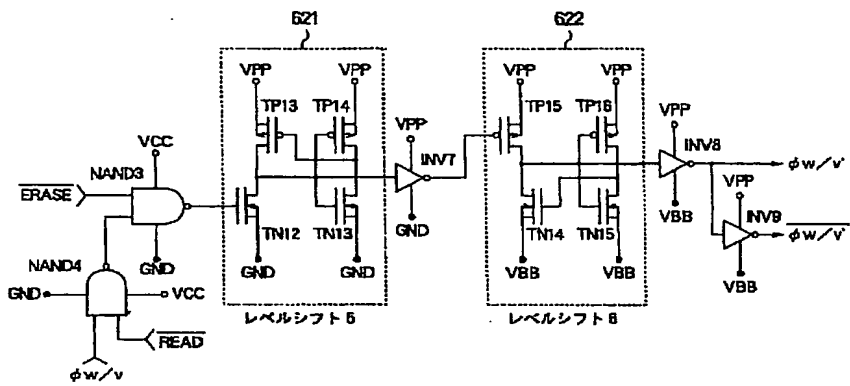 621
622
VPP
VPP
VPP
VPP
TP13
TP14
TP15
TP16
VCC
VPP
VPP
NAND3
INV7
INV8
φw/v'
ERASE
VPP
TN12
TN13
GND
TN14
TN15
VBB
INV9
φw/v'
NAND4
GND
GND
GND
VBB
VBB
VBB
GND
VCC
レベルシフト5
レベルシフト6
READ
φw/v